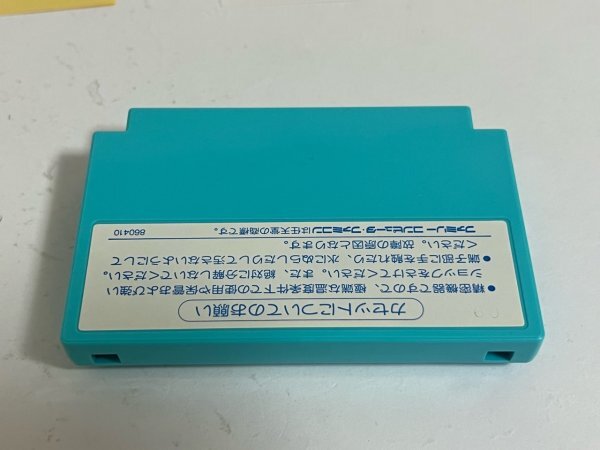 カセットについてのお願い
●精密機器ですので、極端な温度条件下での使用や保管および強い
ショックをさけてください。また、絶対に分解しないでください。
●端子部に手を触れたり、水にぬらしたりして汚さないようにして
ください。故障の原因となります。
ファミリーコンピュータ・ファミコンは任天堂の商標です。 860410